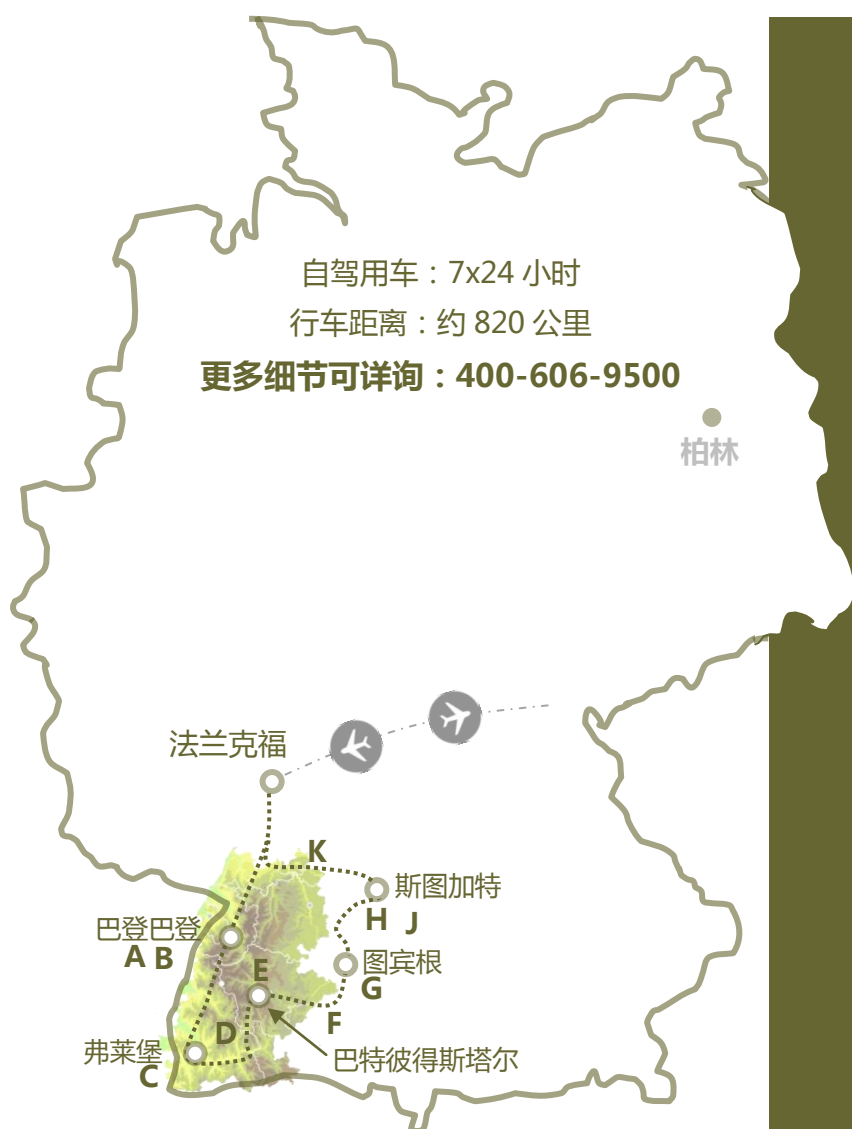 自驾用车：7x24 小时
行车距离：约 820 公里
更多细节可详询：400-606-9500
柏林
法兰克福
K
斯图加特
H J
巴登巴登
A B
图宾根
E
G
F
D
弗莱堡
C
巴特彼得斯塔尔